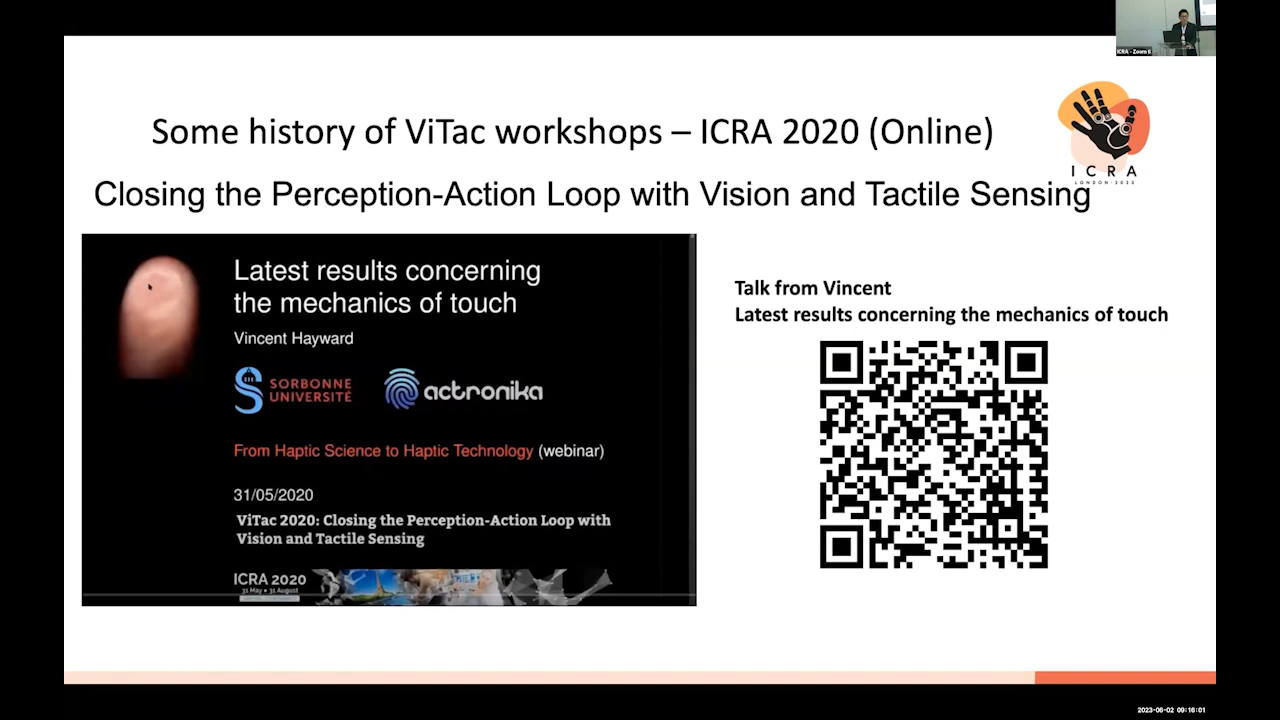 ICRA - Zoom 6
Some history of ViTac workshops – ICRA 2020 (Online)
ICRA
LONDON·2023
Closing the Perception-Action Loop with Vision and Tactile Sensing
Latest results concerning
the mechanics of touch
Vincent Hayward
SORBONNE
UNIVERSITÉ
actronika
From Haptic Science to Haptic Technology (webinar)
31/05/2020
ViTac 2020: Closing the Perception-Action Loop with
Vision and Tactile Sensing
ICRA 2020
31 May • 31 August
Talk from Vincent
Latest results concerning the mechanics of touch
2023-06-02 09:16:01